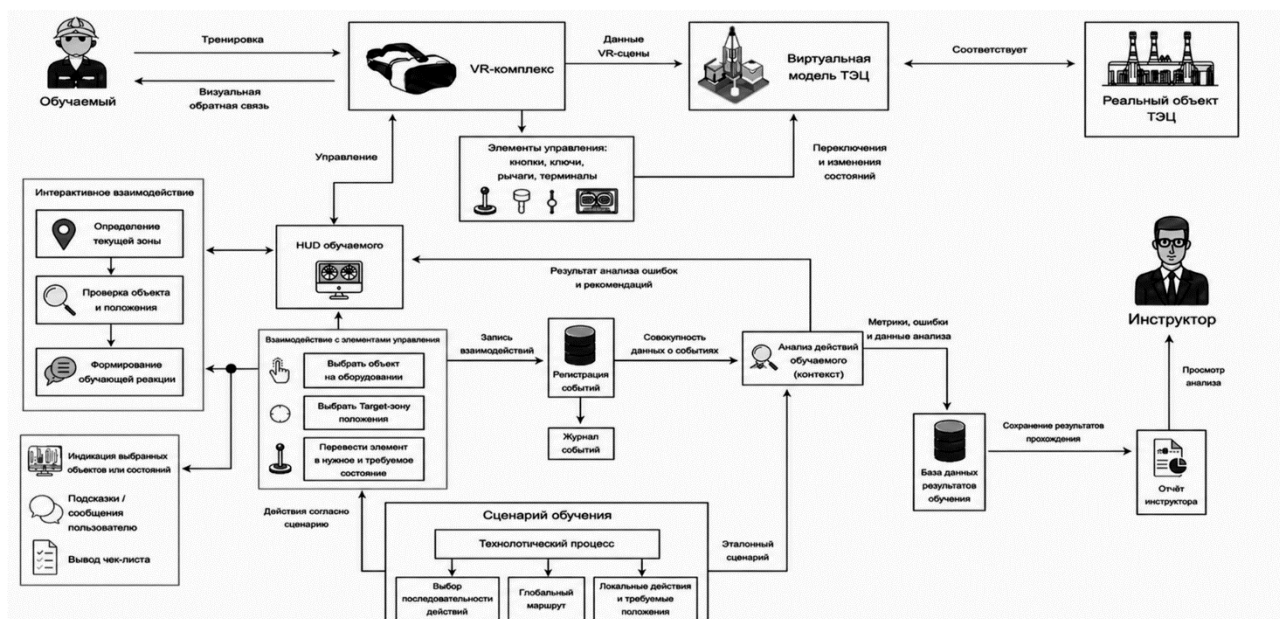 Тренировка
Визуальная
обратная связь
Обучаемый
VR-комплекс
Данные
VR-сцены
Виртуальная
модель ТЭЦ
Соответствует
Реальный объект
ТЭЦ
Управление
Элементы управления:
кнопки, ключи,
рычаги, терминалы
Переключения
и изменения
состояний
Интерактивное взаимодействие
Определение
текущей зоны
Проверка объекта
и положения
Формирование
обучающей реакции
HUD обучаемого
Результат анализа ошибок
и рекомендаций
Инструктор
Взаимодействие с элементами управления
Выбрать объект
на оборудовании
Выбрать Target-зону
положения
Перевести элемент
в нужное и требуемое
состояние
Запись
взаимодействий
Регистрация
событий
Журнал
событий
Совокупность
данных о событиях
Анализ действий
обучаемого
(контекст)
Метрики, ошибки
и данные анализа
Просмотр
анализа
База данных
результатов
обучения
Сохранение результатов
прохождения
Отчёт
инструктора
Индикация выбранных
объектов или состояний
Подсказки /
сообщения
пользователю
Вывод чек-листа
Действия согласно
сценарию
Сценарий обучения
Технолотический процесс
Выбор
последовательности
действий
Глобальный
маршрут
Локальные действия
и требуемые
положения
Эталонный
сценарий